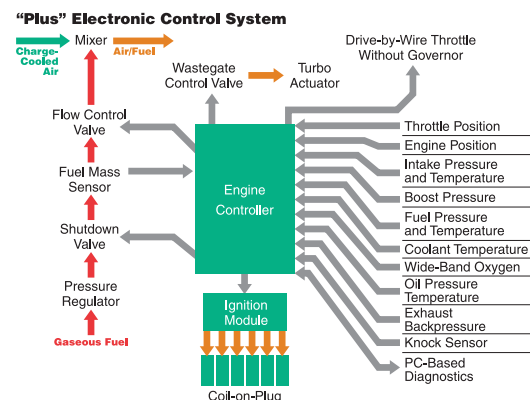 “Plus” Electronic Control System
Charge-
Cooled
Air
Mixer
Air/Fuel
Wastegate
Control Valve
Turbo
Actuator
Drive-by-Wire Throttle
Without Governor
Flow Control
Valve
Fuel Mass
Sensor
Shutdown
Valve
Pressure
Regulator
Gaseous Fuel
Engine
Controller
Ignition
Module
Coil-on-Plug
Throttle Position
Engine Position
Intake Pressure
and Temperature
Boost Pressure
Fuel Pressure
and Temperature
Coolant Temperature
Wide-Band Oxygen
Oil Pressure
Temperature
Exhaust
Backpressure
Knock Sensor
PC-Based
Diagnostics